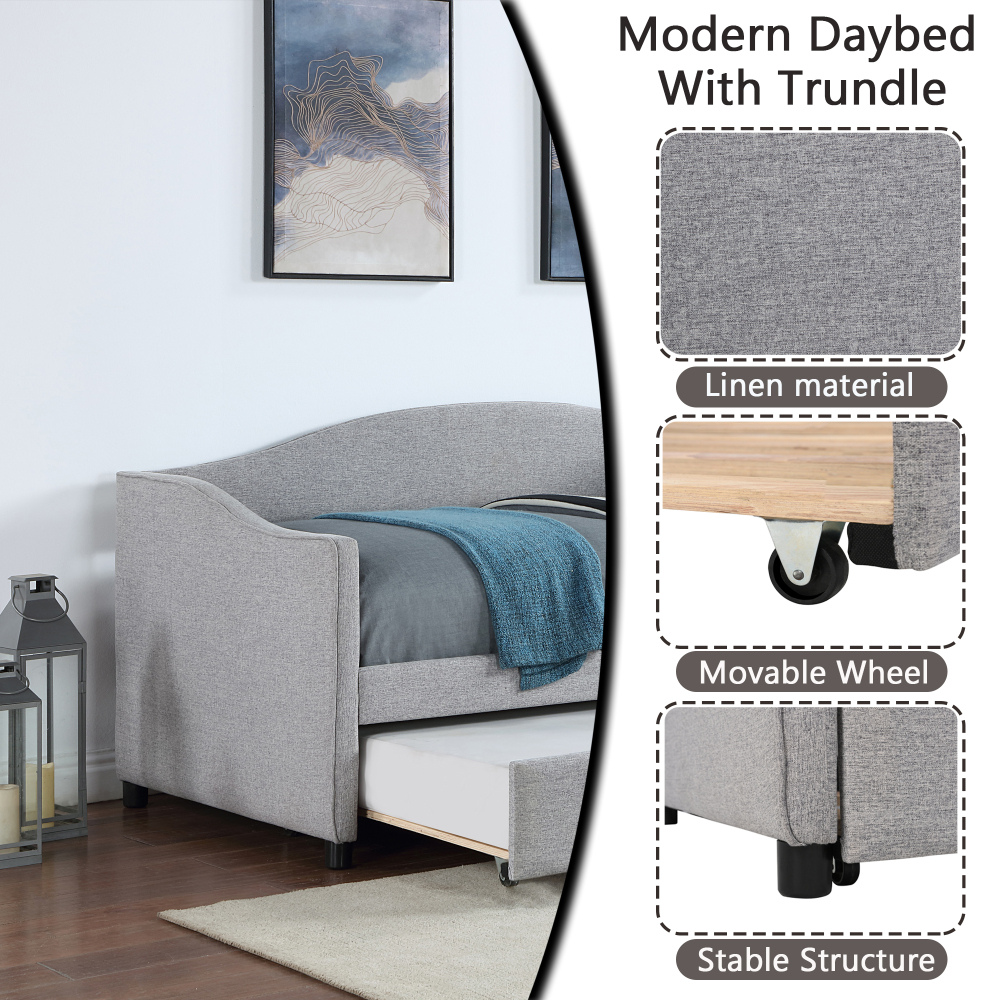 Modern Daybed
With Trundle
Linen material
Movable Wheel
Stable Structure